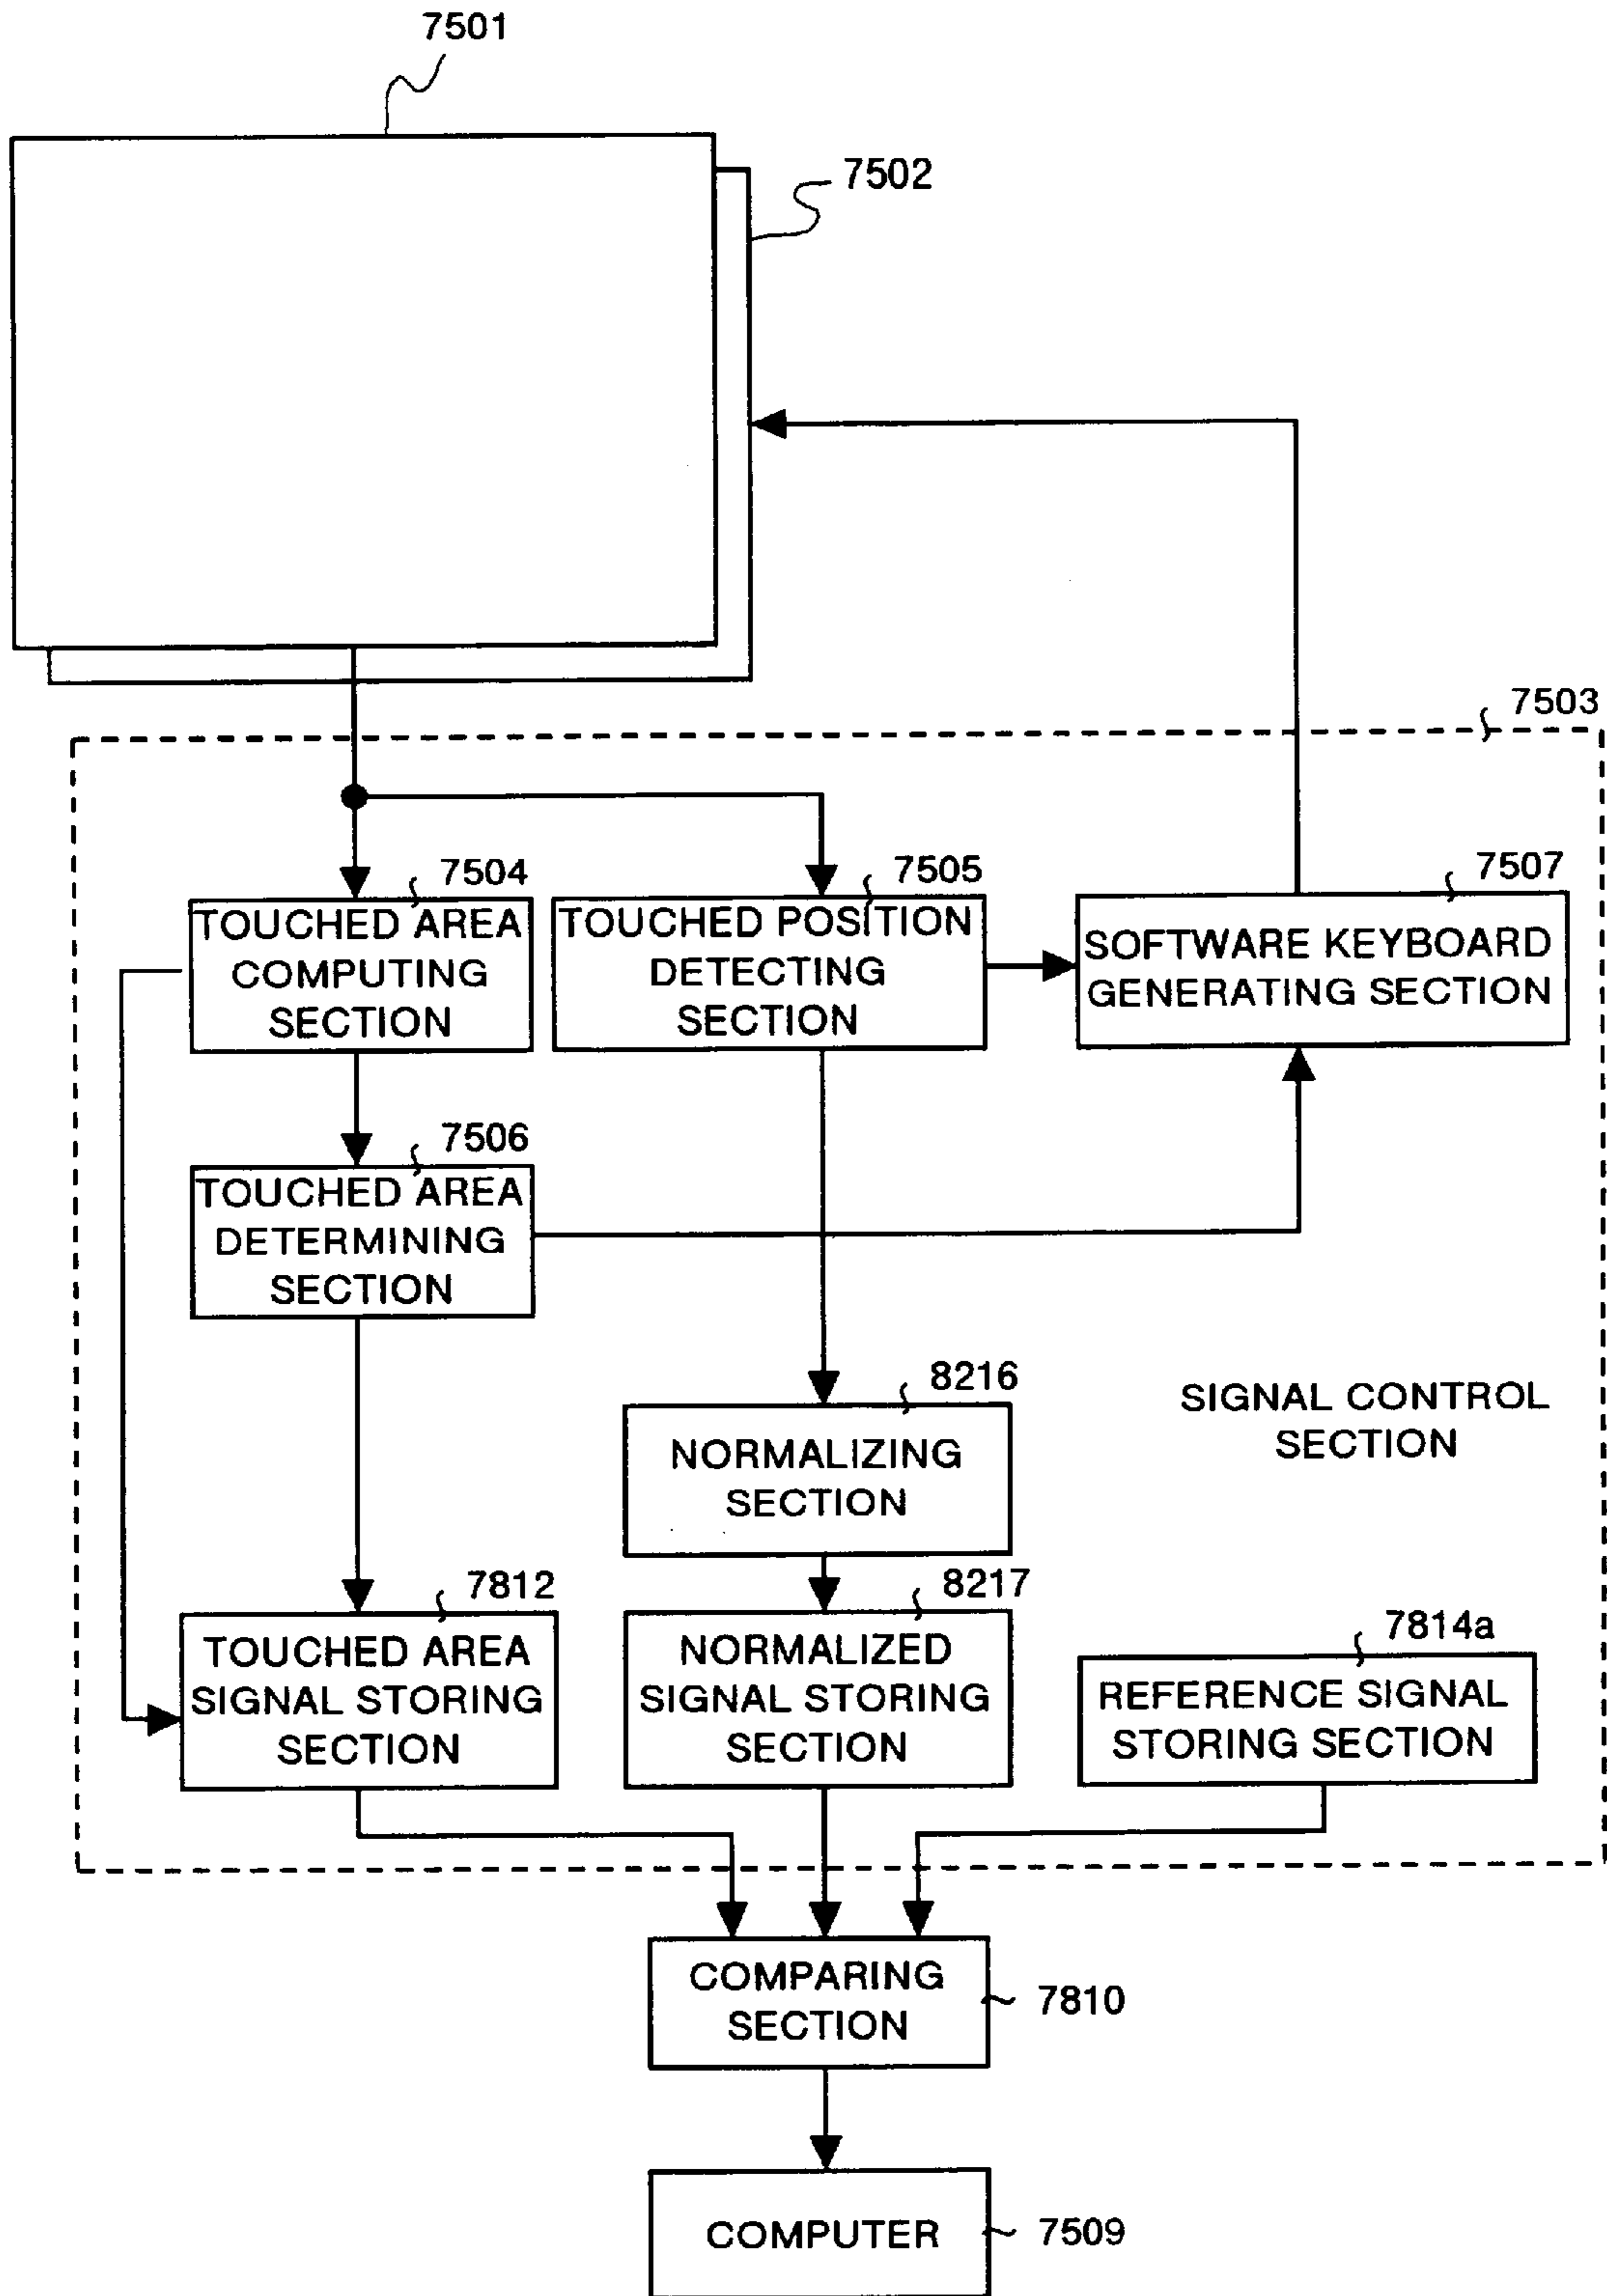 7501
7502
7503
7504
TOUCHED AREA
COMPUTING
SECTION
7505
TOUCHED POSITION
DETECTING
SECTION
7507
SOFTWARE KEYBOARD
GENERATING SECTION
7506
TOUCHED AREA
DETERMINING
SECTION
8216
NORMALIZING
SECTION
SIGNAL CONTROL
SECTION
7812
TOUCHED AREA
SIGNAL STORING
SECTION
8217
NORMALIZED
SIGNAL STORING
SECTION
7814a
REFERENCE SIGNAL
STORING SECTION
COMPARING
SECTION
7810
COMPUTER
7509